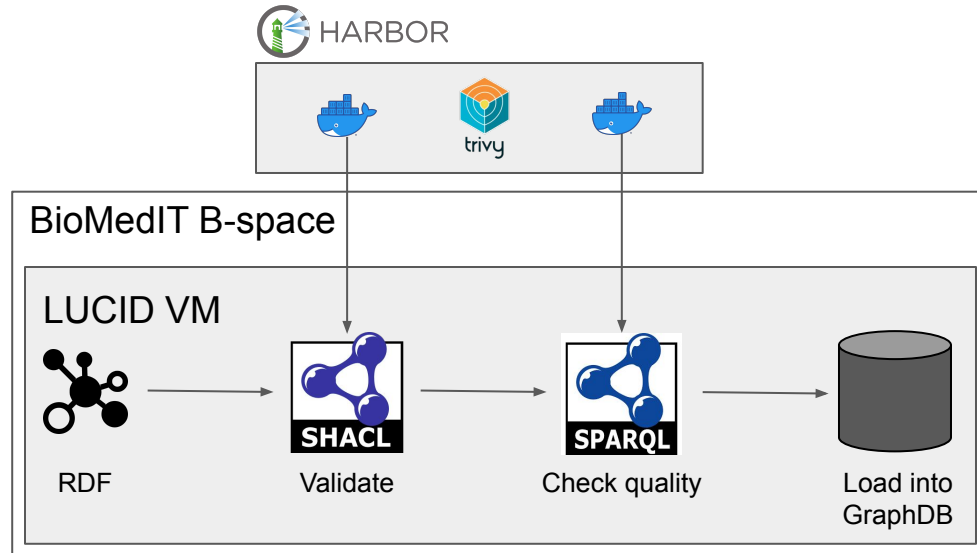 HARBOR
trivy
BioMedIT B-space
LUCID VM
SHACL
SPARQL
RDF
Validate
Check quality
Load into
GraphDB